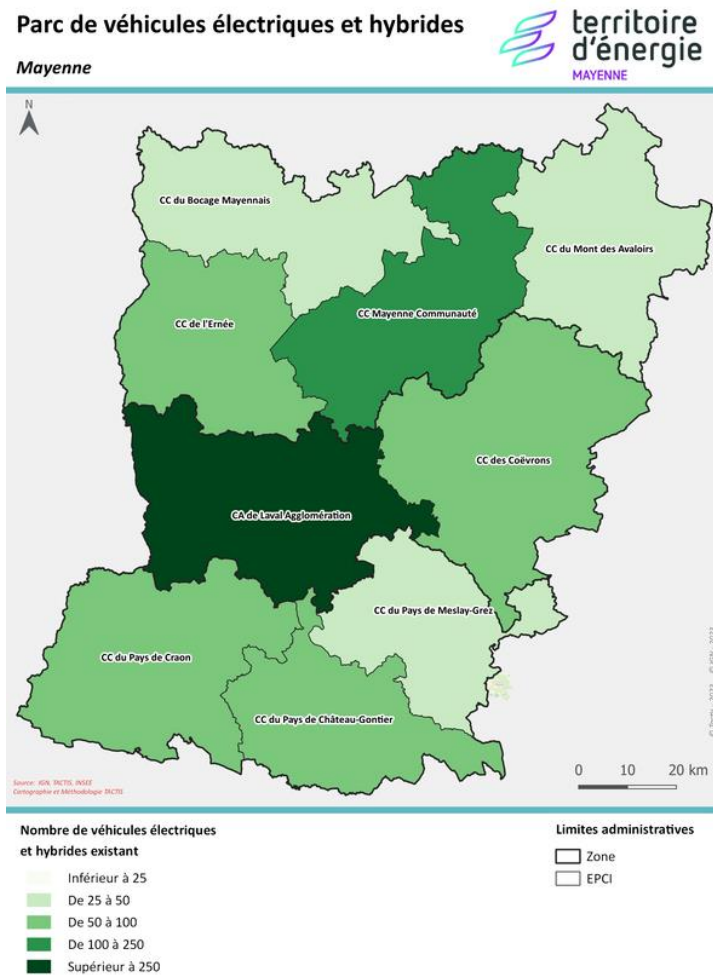 Parc de véhicules électriques et hybrides
Mayenne
territoire
d'énergie
MAYENNE
N
CC du Bocage Mayennais
CC du Mont des Avaloirs
CC de l'Ernée
CC Mayenne Communauté
CC des Coëvrons
CA de Laval Agglomération
CC du Pays de Meslay-Grez
CC du Pays de Craon
CC du Pays de Château-Gontier
0 10 20 km
Source: IGN, TACTIS, INSEE
Cartographie et Méthodologie TACTIS
Nombre de véhicules électriques
et hybrides existant
Inférieur à 25
De 25 à 50
De 50 à 100
De 100 à 250
Supérieur à 250
Limites administratives
Zone
EPCI